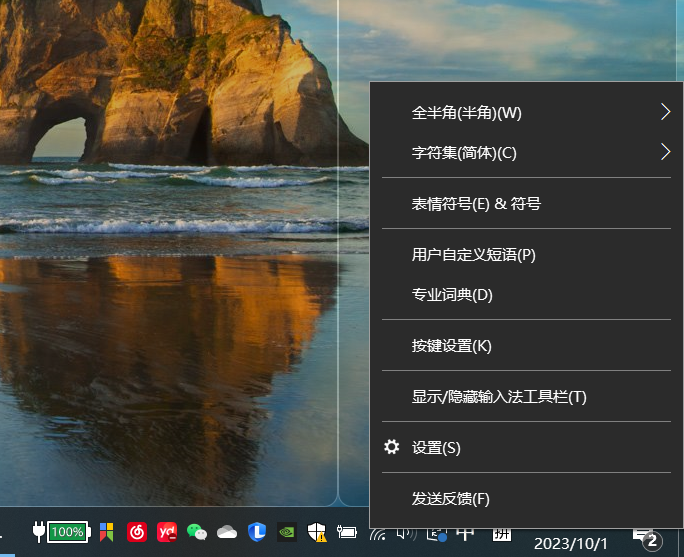 全半角(半角)(W)
字符集(简体)(C)
表情符号(E) & 符号
用户自定义短语(P)
专业词典(D)
按键设置(K)
显示/隐藏输入法工具栏(T)
设置(S)
发送反馈(F)
100%
yd
中
拼
2023/10/1
2